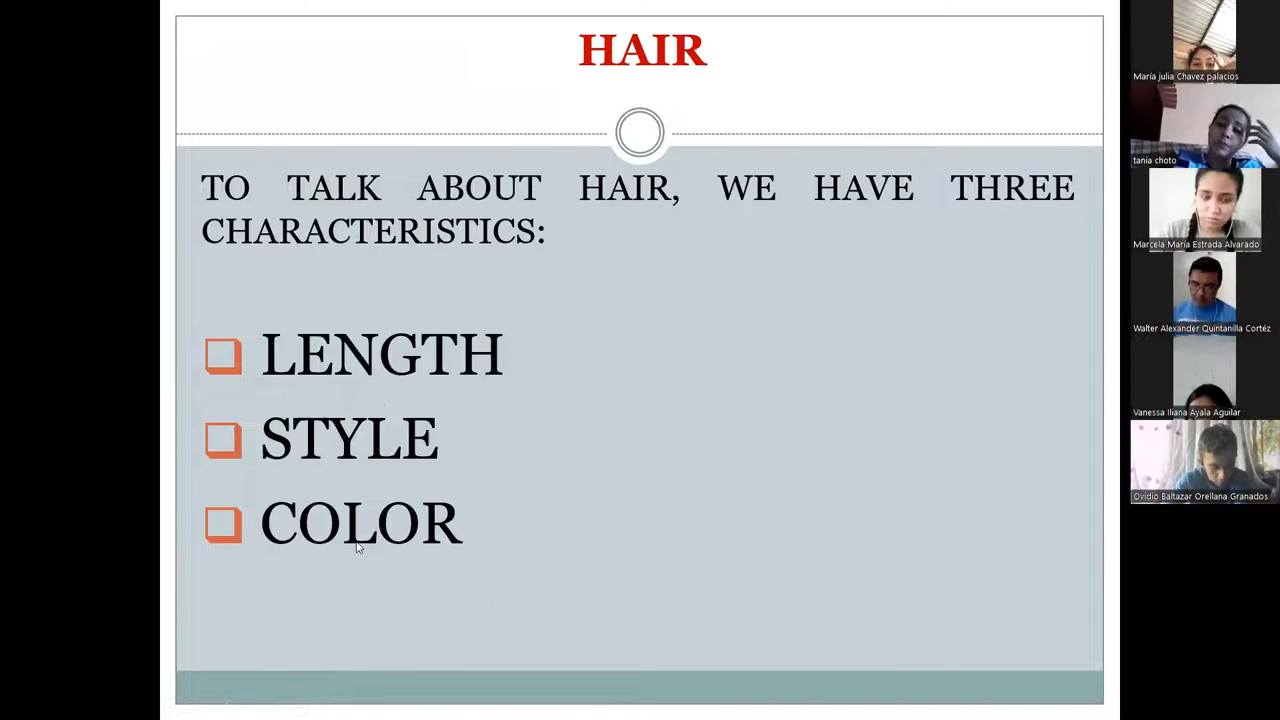 HAIR
TO TALK ABOUT HAIR, WE HAVE THREE
CHARACTERISTICS:
LENGTH
STYLE
COLOR
María julia Chavez palacios
tania choto
Marcela María Estrada Alvarado
Walter Alexander Quintanilla Cortéz
Vanessa Iliana Ayala Aguilar
Ovidio Baltazar Orellana Granados